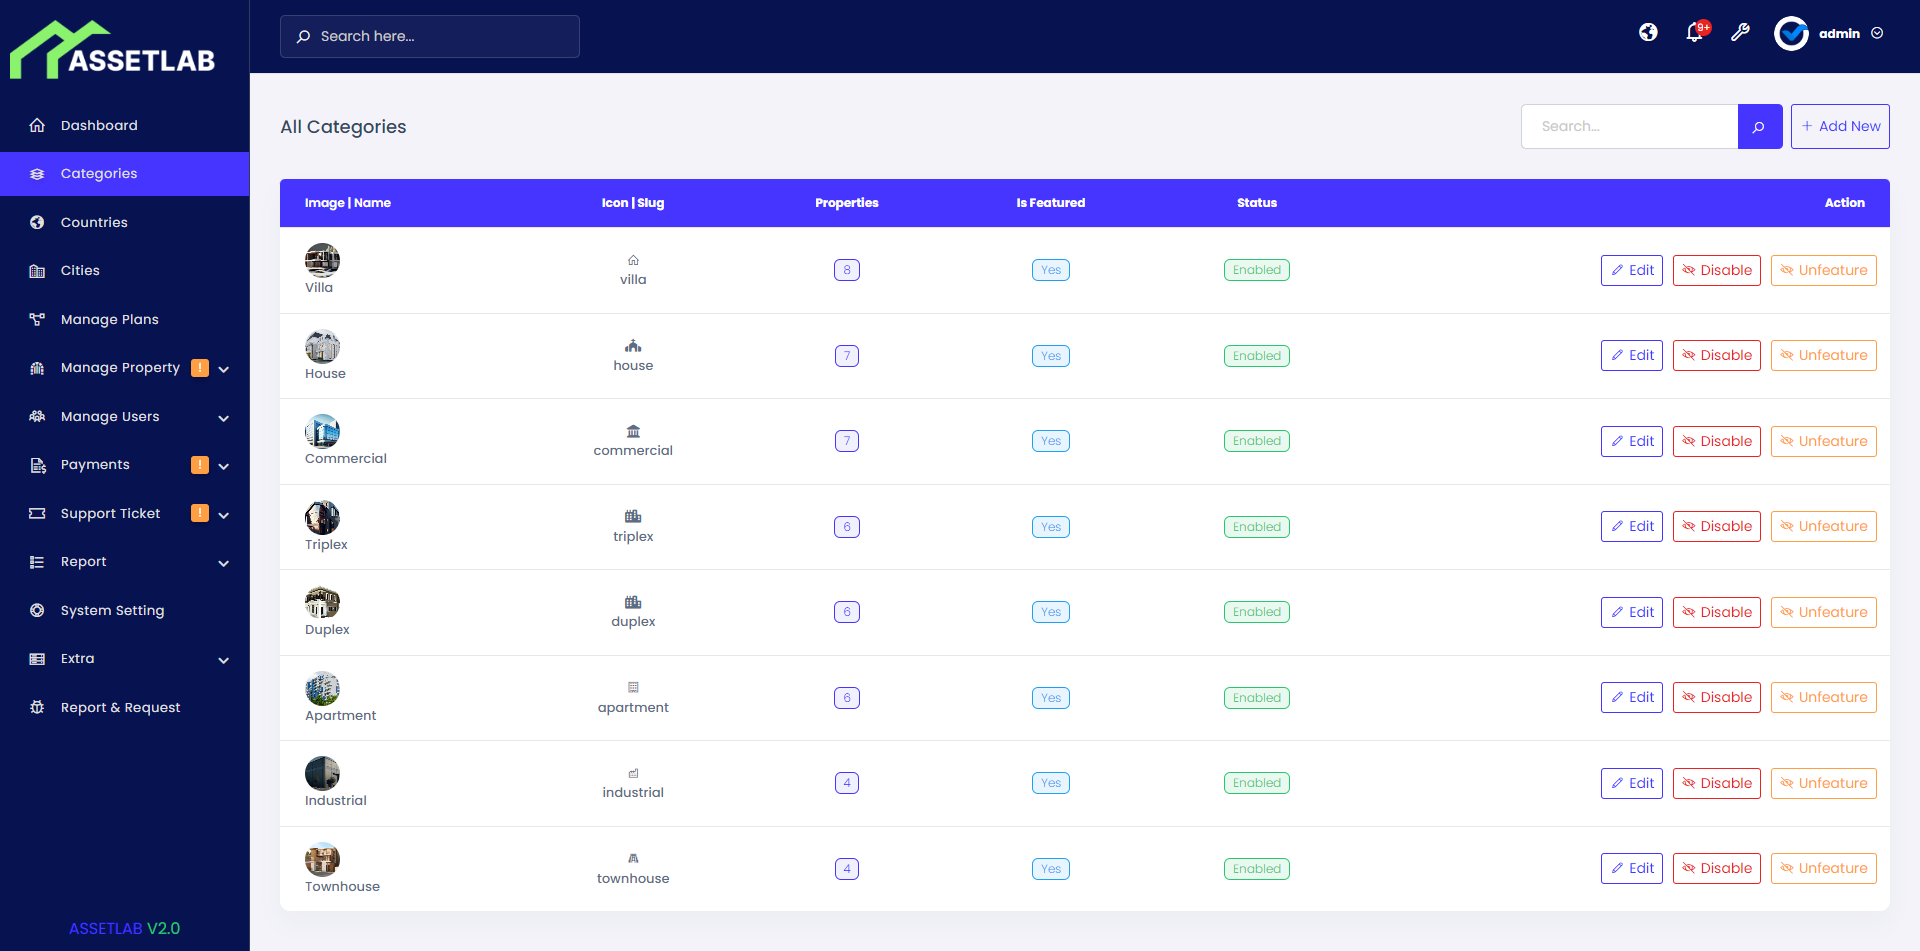 ASSETLAB
Search here...
9+
admin
Dashboard
Categories
Countries
Cities
Manage Plans
Manage Property !
Manage Users
Payments !
Support Ticket !
Report
System Setting
Extra
Report & Request
ASSETLAB V2.0
All Categories
Search...
+ Add New
Image | Name Icon | Slug Properties Is Featured Status Action
Villa villa 8 Yes Enabled Edit Disable Unfeature
House house 7 Yes Enabled Edit Disable Unfeature
Commercial commercial 7 Yes Enabled Edit Disable Unfeature
Triplex triplex 6 Yes Enabled Edit Disable Unfeature
Duplex duplex 6 Yes Enabled Edit Disable Unfeature
Apartment apartment 6 Yes Enabled Edit Disable Unfeature
Industrial industrial 4 Yes Enabled Edit Disable Unfeature
Townhouse townhouse 4 Yes Enabled Edit Disable Unfeature